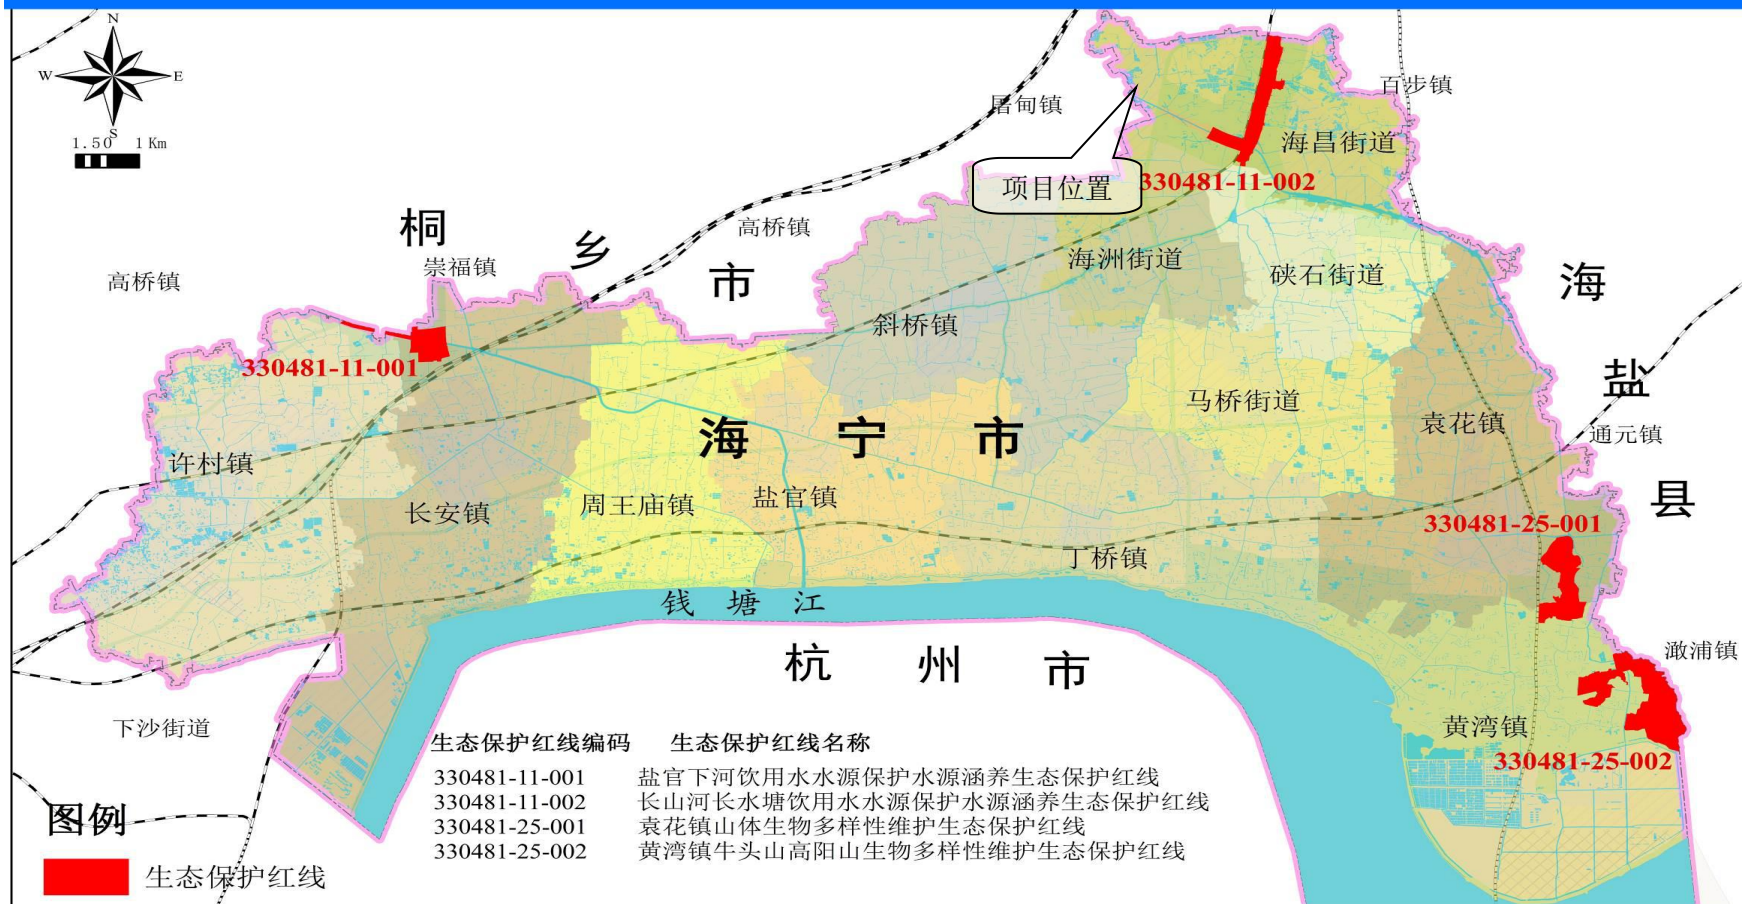 N
W E
S
1.50 1 Km
屠甸镇
百步镇
海昌街道
项目位置
330481-11-002
桐 乡 市
高桥镇
崇福镇
高桥镇
海洲街道
硖石街道
海 盐 县
斜桥镇
330481-11-001
马桥街道
袁花镇
通元镇
海 宁 市
许村镇
长安镇
周王庙镇
盐官镇
330481-25-001
丁桥镇
钱 塘 江
杭 州 市
澉浦镇
下沙街道
黄湾镇
330481-25-002
生态保护红线编码 生态保护红线名称
330481-11-001 盐官下河饮用水水源保护水源涵养生态保护红线
330481-11-002 长山河长水塘饮用水水源保护水源涵养生态保护红线
330481-25-001 袁花镇山体生物多样性维护生态保护红线
330481-25-002 黄湾镇牛头山高阳山生物多样性维护生态保护红线
图例
生态保护红线